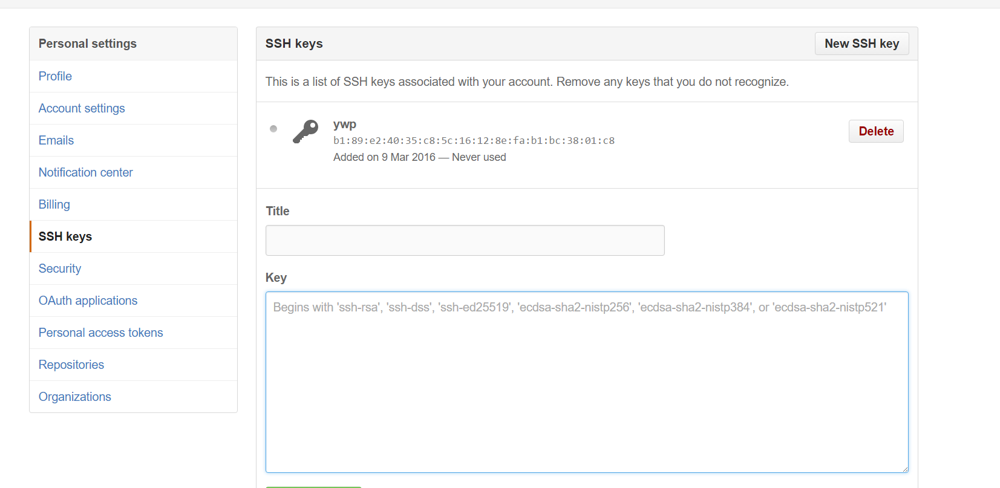 Personal settings
Profile
Account settings
Emails
Notification center
Billing
SSH keys
Security
OAuth applications
Personal access tokens
Repositories
Organizations
SSH keys
New SSH key
This is a list of SSH keys associated with your account. Remove any keys that you do not recognize.
ywp
b1:89:e2:40:35:c8:5c:16:12:8e:fa:b1:bc:38:01:c8
Added on 9 Mar 2016 — Never used
Delete
Title
Key
Begins with 'ssh-rsa', 'ssh-dss', 'ssh-ed25519', 'ecdsa-sha2-nistp256', 'ecdsa-sha2-nistp384', or 'ecdsa-sha2-nistp521'